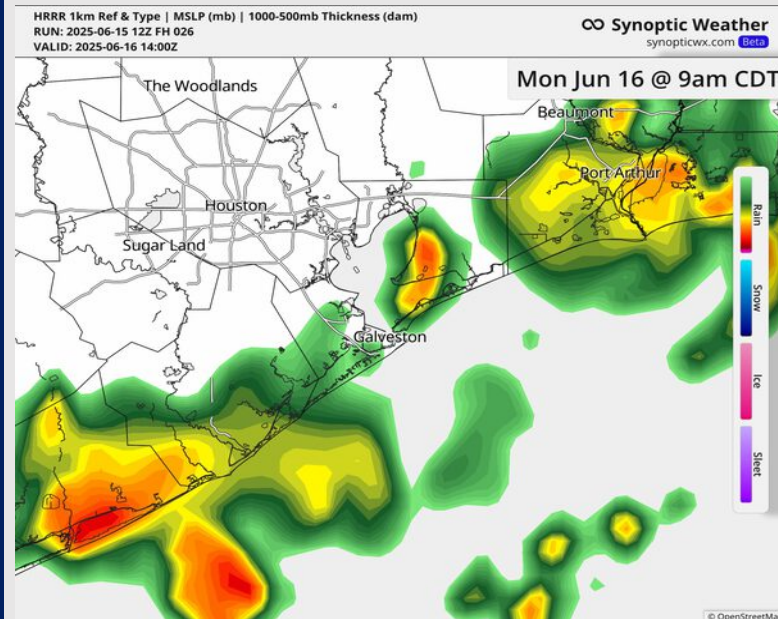 HRRR 1km Ref & Type | MSLP (mb) | 1000-500mb Thickness (dam)
RUN: 2025-06-15 12Z FH 026
VALID: 2025-06-16 14:00Z
Synoptic Weather
synopticwx.com Beta
Mon Jun 16 @ 9am CDT
The Woodlands
Beaumont
Port Arthur
Houston
Sugar Land
Galveston
Rain
Snow
Ice
Sleet
© OpenStreetMa